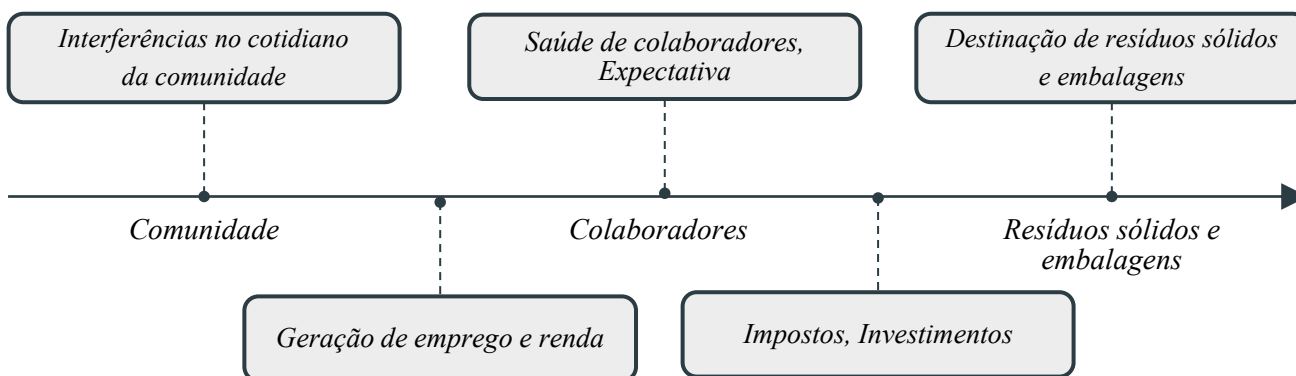 Interferências no cotidiano
da comunidade
Saúde de colaboradores,
Expectativa
Destinação de resíduos sólidos
e embalagens
Comunidade
Colaboradores
Resíduos sólidos e
embalagens
Geração de emprego e renda
Impostos, Investimentos